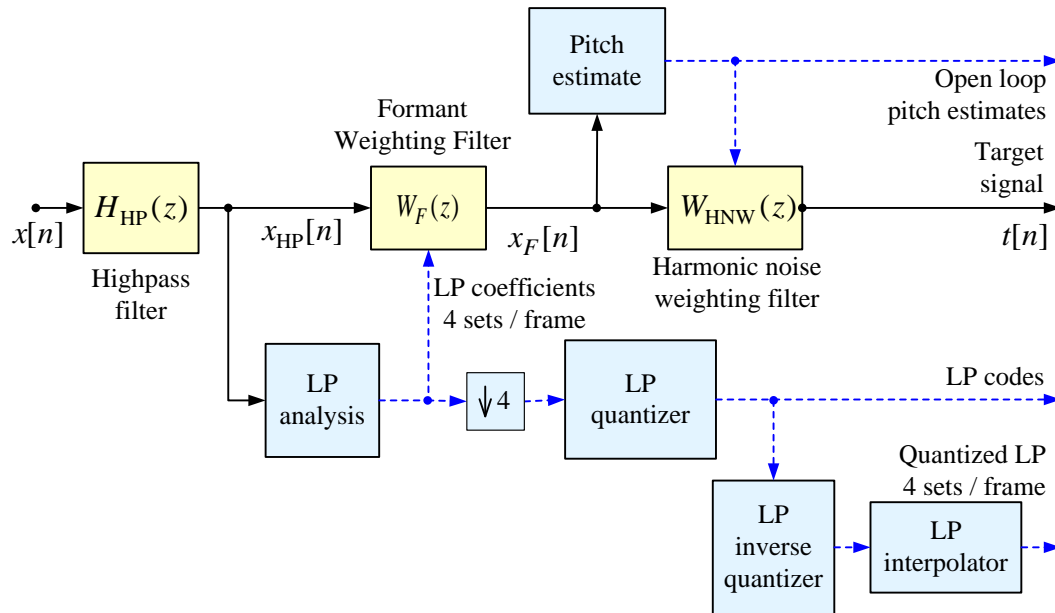 Pitch
estimate
Open loop
pitch estimates
Formant
Weighting Filter
Target
signal
x[n]
H_HP(z)
x_HP[n]
W_F(z)
x_F[n]
W_HNW(z)
t[n]
Highpass
filter
Harmonic noise
weighting filter
LP coefficients
4 sets / frame
LP
analysis
↓4
LP
quantizer
LP codes
Quantized LP
4 sets / frame
LP
inverse
quantizer
LP
interpolator